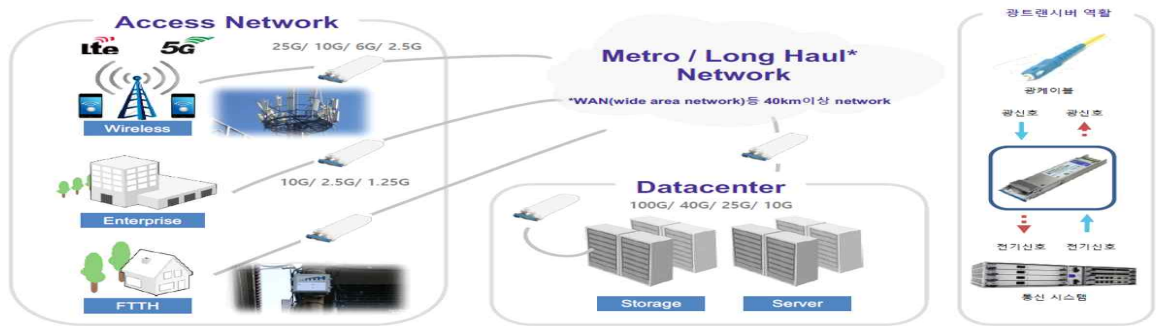 Access Network
Lte 5G
25G/ 10G/ 6G/ 2.5G
Wireless
10G/ 2.5G/ 1.25G
Enterprise
FTTH
Metro / Long Haul*
Network
*WAN(wide area network)등 40km이상 network
Datacenter
100G/ 40G/ 25G/ 10G
Storage
Server
광트랜시버 역활
광케이블
광신호 광신호
전기신호 전기신호
통신 시스템